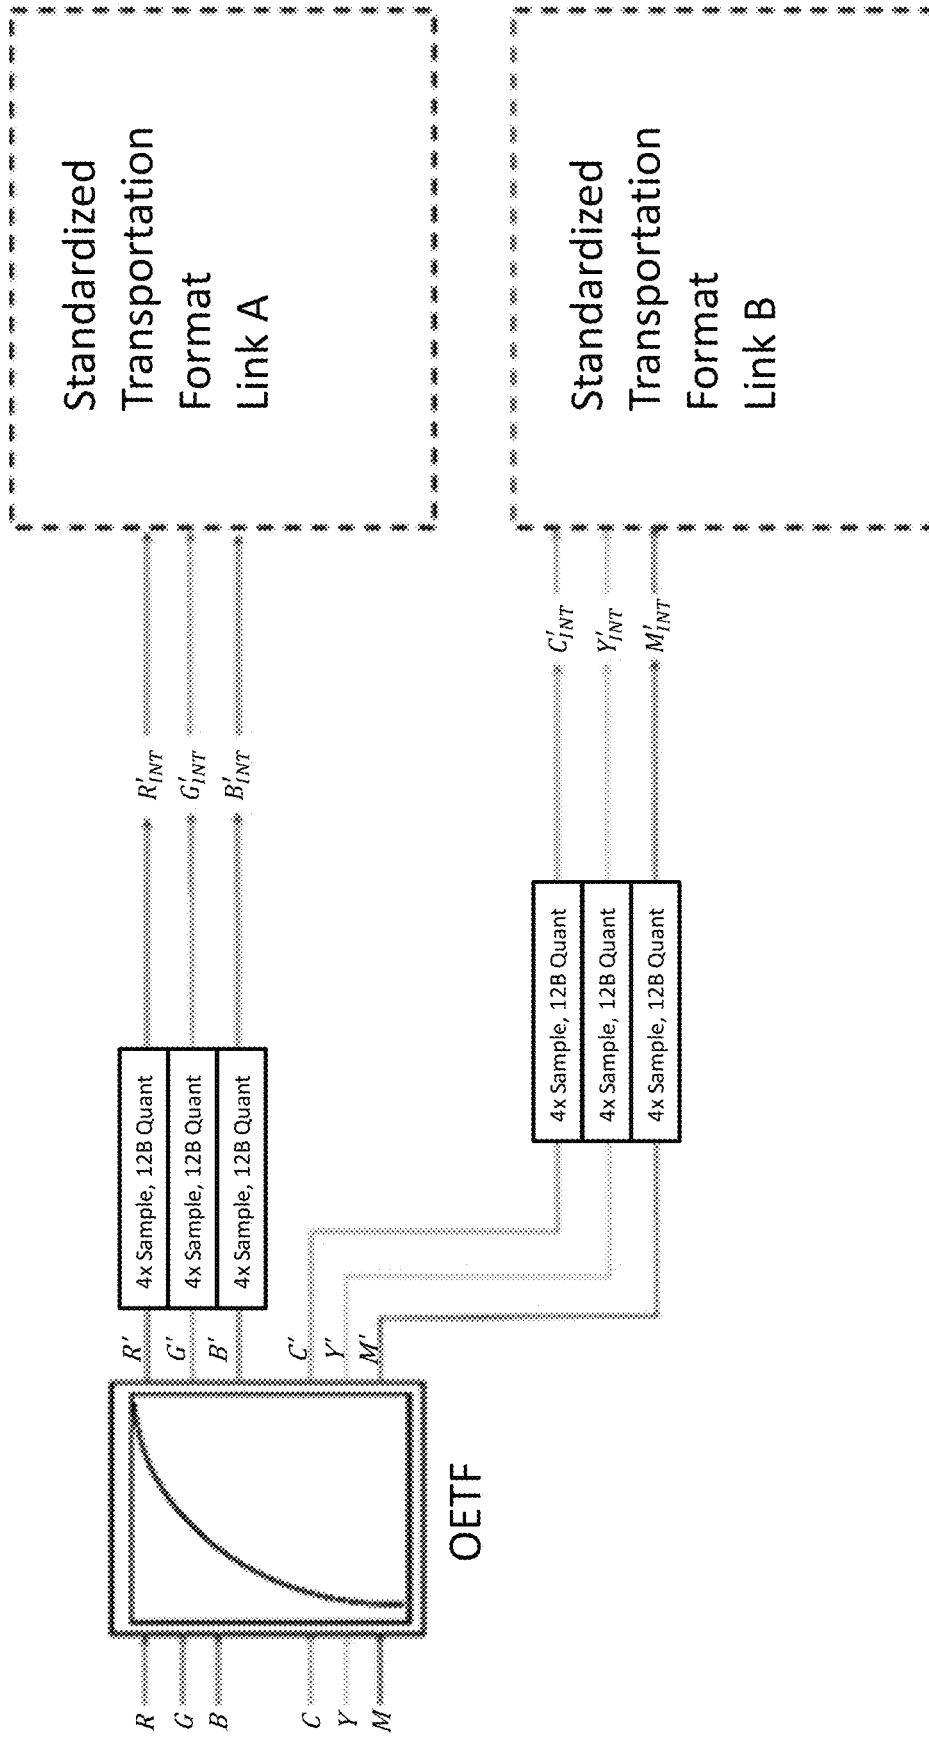 R
G
B
C
Y
M
OETF
R'
G'
B'
C'
Y'
M'
4x Sample, 12B Quant
4x Sample, 12B Quant
4x Sample, 12B Quant
4x Sample, 12B Quant
4x Sample, 12B Quant
4x Sample, 12B Quant
R'INT
G'INT
B'INT
C'INT
Y'INT
M'INT
Standardized
Transportation
Format
Link A
Standardized
Transportation
Format
Link B